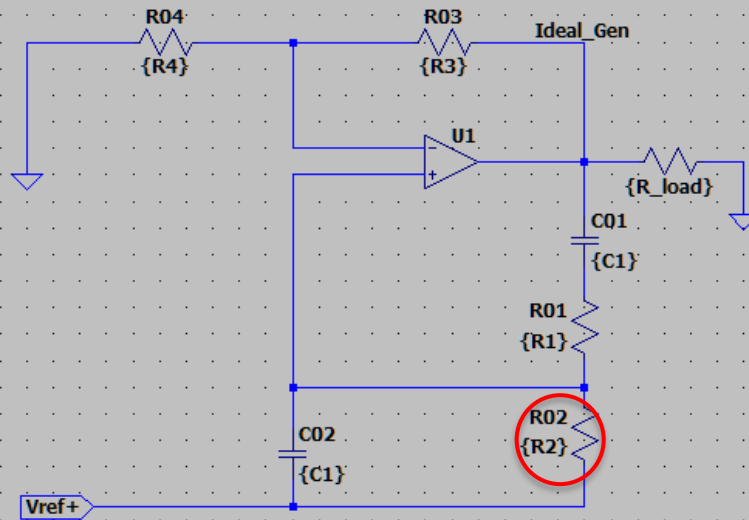 R04
{R4}
R03
{R3}
Ideal_Gen
U1
{R_load}
C01
{C1}
R01
{R1}
R02
{R2}
C02
{C1}
Vref+